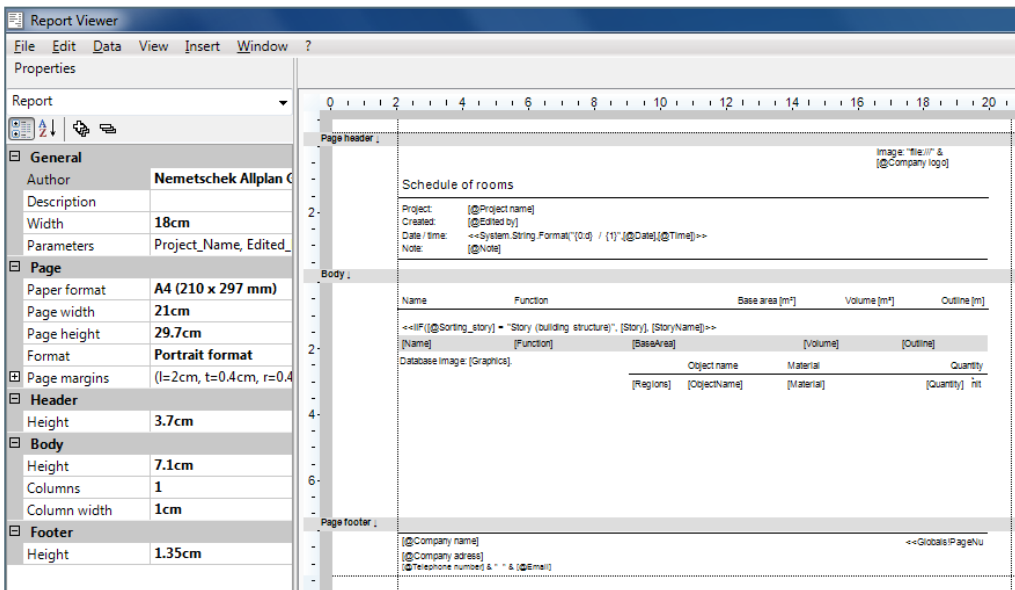 Report Viewer
File Edit Data View Insert Window ?
Properties
Report
General
Author Nemetschek Allplan
Description
Width 18cm
Parameters Project_Name, Edited_
Page
Paper format A4 (210 x 297 mm)
Page width 21cm
Page height 29.7cm
Format Portrait format
Page margins (l=2cm, t=0.4cm, r=0.4
Header
Height 3.7cm
Body
Height 7.1cm
Columns 1
Column width 1cm
Footer
Height 1.35cm
0 2 4 6 8 10 12 14 16 18 20
Page header ↓
Image: "file:///" &
[@Company logo]
Schedule of rooms
Project: [@Project name]
Created: [@Edited by]
2
Date / time: <<System.String.Format("{0:d} / {1}",[@Date],[@Time])>>
Note: [@Note]
Body ↓
Name Function Base area [m²] Volume [m³] Outline [m]
<<IIF([@Sorting_story] = "Story (building structure)", [Story], [StoryName])>>
2
[Name] [Function] [BaseArea] [Volume] [Outline]
Database Image: [Graphics].
Object name Material Quantity
[Regions] [ObjectName] [Material] [Quantity]
4
6
Page footer ↓
[@Company name] <<Globals!PageNu
[@Company adress]
[@Telephone number] & " " & [@Email]